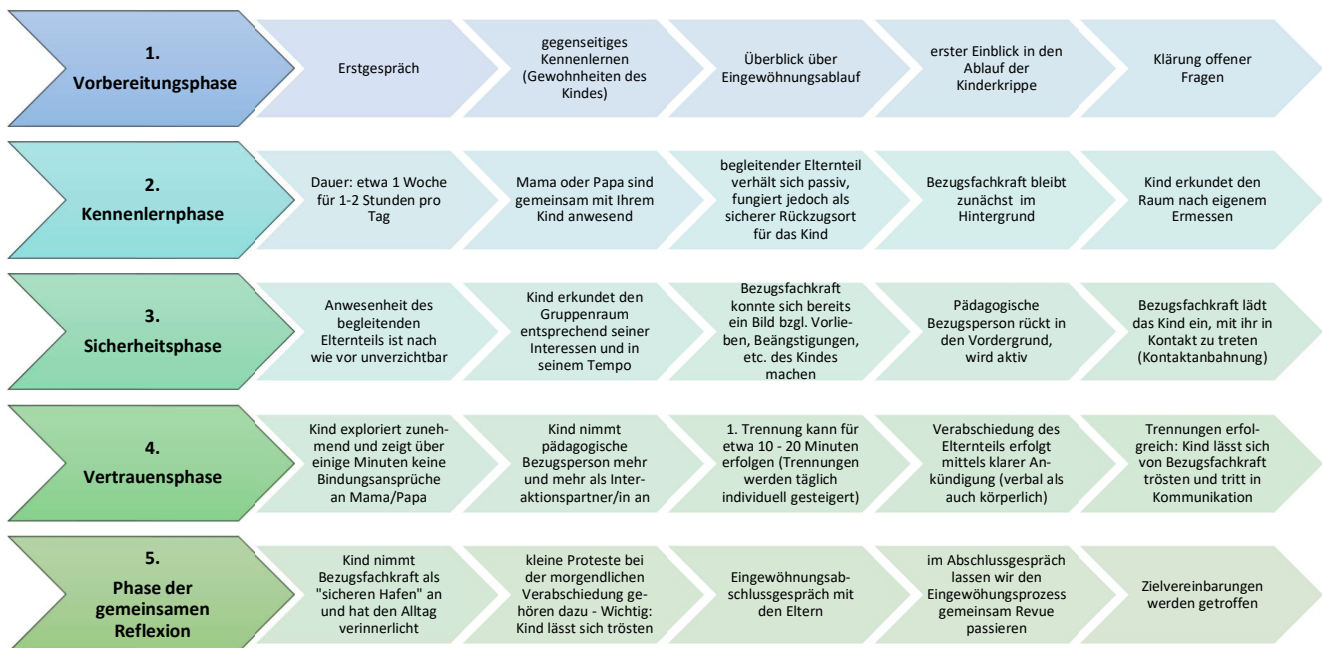 1.
Vorbereitungsphase
Erstgespräch
gegenseitiges
Kennenlernen
(Gewohnheiten des
Kindes)
Überblick über
Eingewöhnungsablauf
erster Einblick in den
Ablauf der
Kinderkrippe
Klärung offener
Fragen
2.
Kennenlernphase
Dauer: etwa 1 Woche
für 1-2 Stunden pro
Tag
Mama oder Papa sind
gemeinsam mit Ihrem
Kind anwesend
begleitender Elternteil
verhält sich passiv,
fungiert jedoch als
sicherer Rückzugsort
für das Kind
Bezugsfachkraft bleibt
zunächst im
Hintergrund
Kind erkundet den
Raum nach eigenem
Ermessen
3.
Sicherheitsphase
Anwesenheit des
begleitenden
Elternteils ist nach
wie vor unverzichtbar
Kind erkundet den
Gruppenraum
entsprechend seiner
Interessen und in
seinem Tempo
Bezugsfachkraft
konnte sich bereits
ein Bild bzgl. Vorlie-
ben, Beängstigungen,
etc. des Kindes
machen
Pädagogische
Bezugsperson rückt in
den Vordergrund,
wird aktiv
Bezugsfachkraft lädt
das Kind ein, mit ihr in
Kontakt zu treten
(Kontaktanbahnung)
4.
Vertrauensphase
Kind exploriert zuneh-
mend und zeigt über
einige Minuten keine
Bindungsansprüche
an Mama/Papa
Kind nimmt
pädagogische
Bezugsperson mehr
und mehr als Inter-
aktionspartner/in an
1. Trennung kann für
etwa 10 - 20 Minuten
erfolgen (Trennungen
werden täglich
individuell gesteigert)
Verabschiedung des
Elternteils erfolgt
mittels klarer An-
kündigung (verbal als
auch körperlich)
Trennungen erfol-
greich: Kind lässt sich
von Bezugsfachkraft
trösten und tritt in
Kommunikation
5.
Phase der
gemeinsamen
Reflexion
Kind nimmt
Bezugsfachkraft als
"sicheren Hafen" an
und hat den Alltag
verinnerlicht
kleine Proteste bei
der morgendlichen
Verabschiedung ge-
hören dazu - Wichtig:
Kind lässt sich trösten
Eingewöhnungsab-
schlussgespräch mit
den Eltern
im Abschlussgespräch
lassen wir den
Eingewöhungsprozess
gemeinsam Revue
passieren
Zielvereinbarungen
werden getroffen